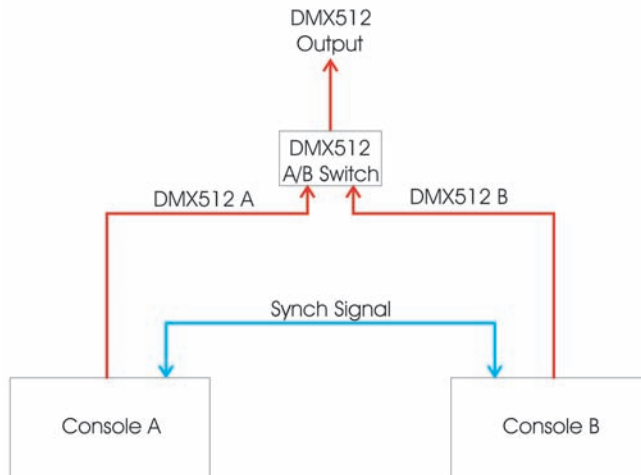 DMX512
Output
DMX512
A/B Switch
DMX512 A
DMX512 B
Synch Signal
Console A
Console B